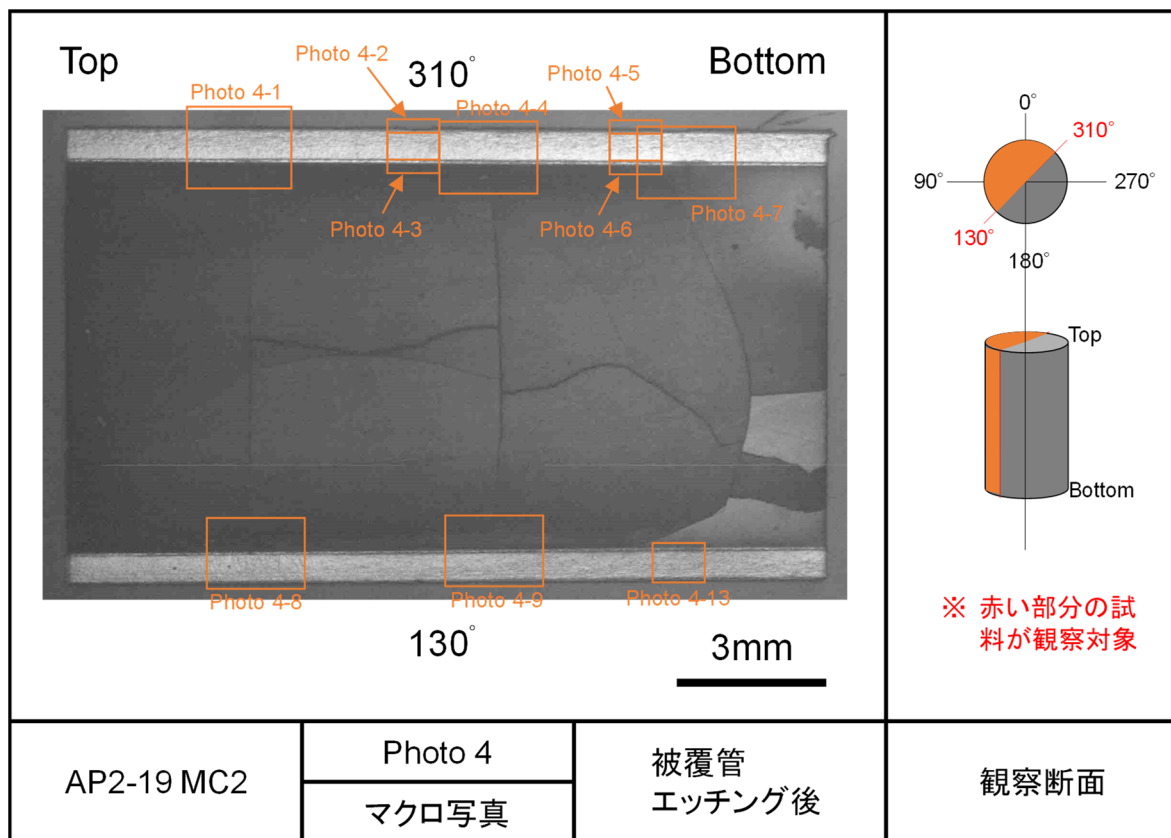 Top
310°
Bottom
Photo 4-1
Photo 4-2
Photo 4-4
Photo 4-5
Photo 4-3
Photo 4-6
Photo 4-7
Photo 4-8
Photo 4-9
Photo 4-13
130°
3mm
0°
310°
90°
270°
130°
180°
Top
Bottom
※ 赤い部分の試
料が観察対象
AP2-19 MC2
Photo 4
マクロ写真
被覆管
エッチング後
観察断面